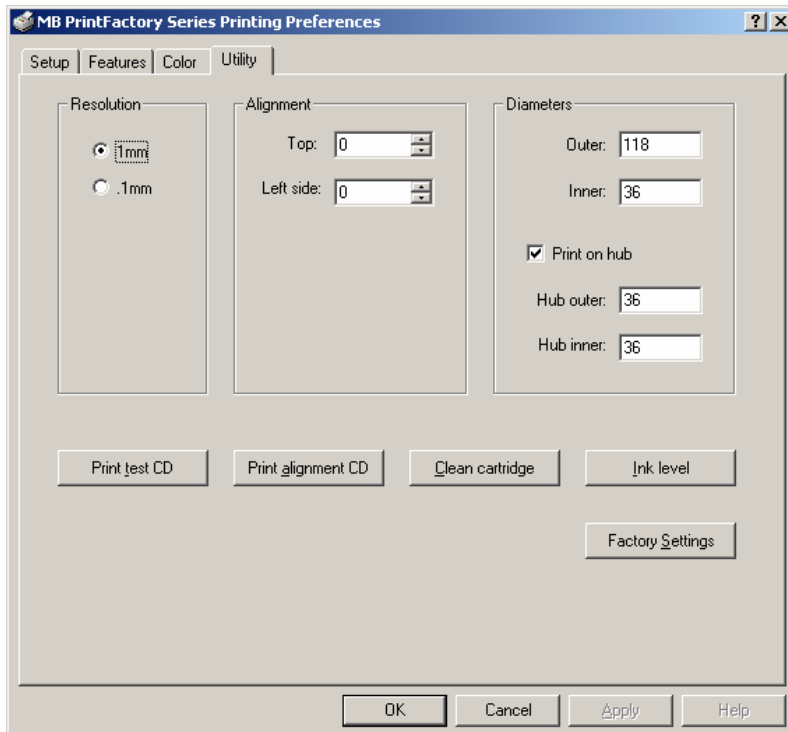 MB PrintFactory Series Printing Preferences
Setup Features Color Utility
Resolution
1mm
.1mm
Alignment
Top: 0
Left side: 0
Diameters
Outer: 118
Inner: 36
Print on hub
Hub outer: 36
Hub inner: 36
Print test CD Print alignment CD Clean cartridge Ink level
Factory Settings
OK Cancel Apply Help